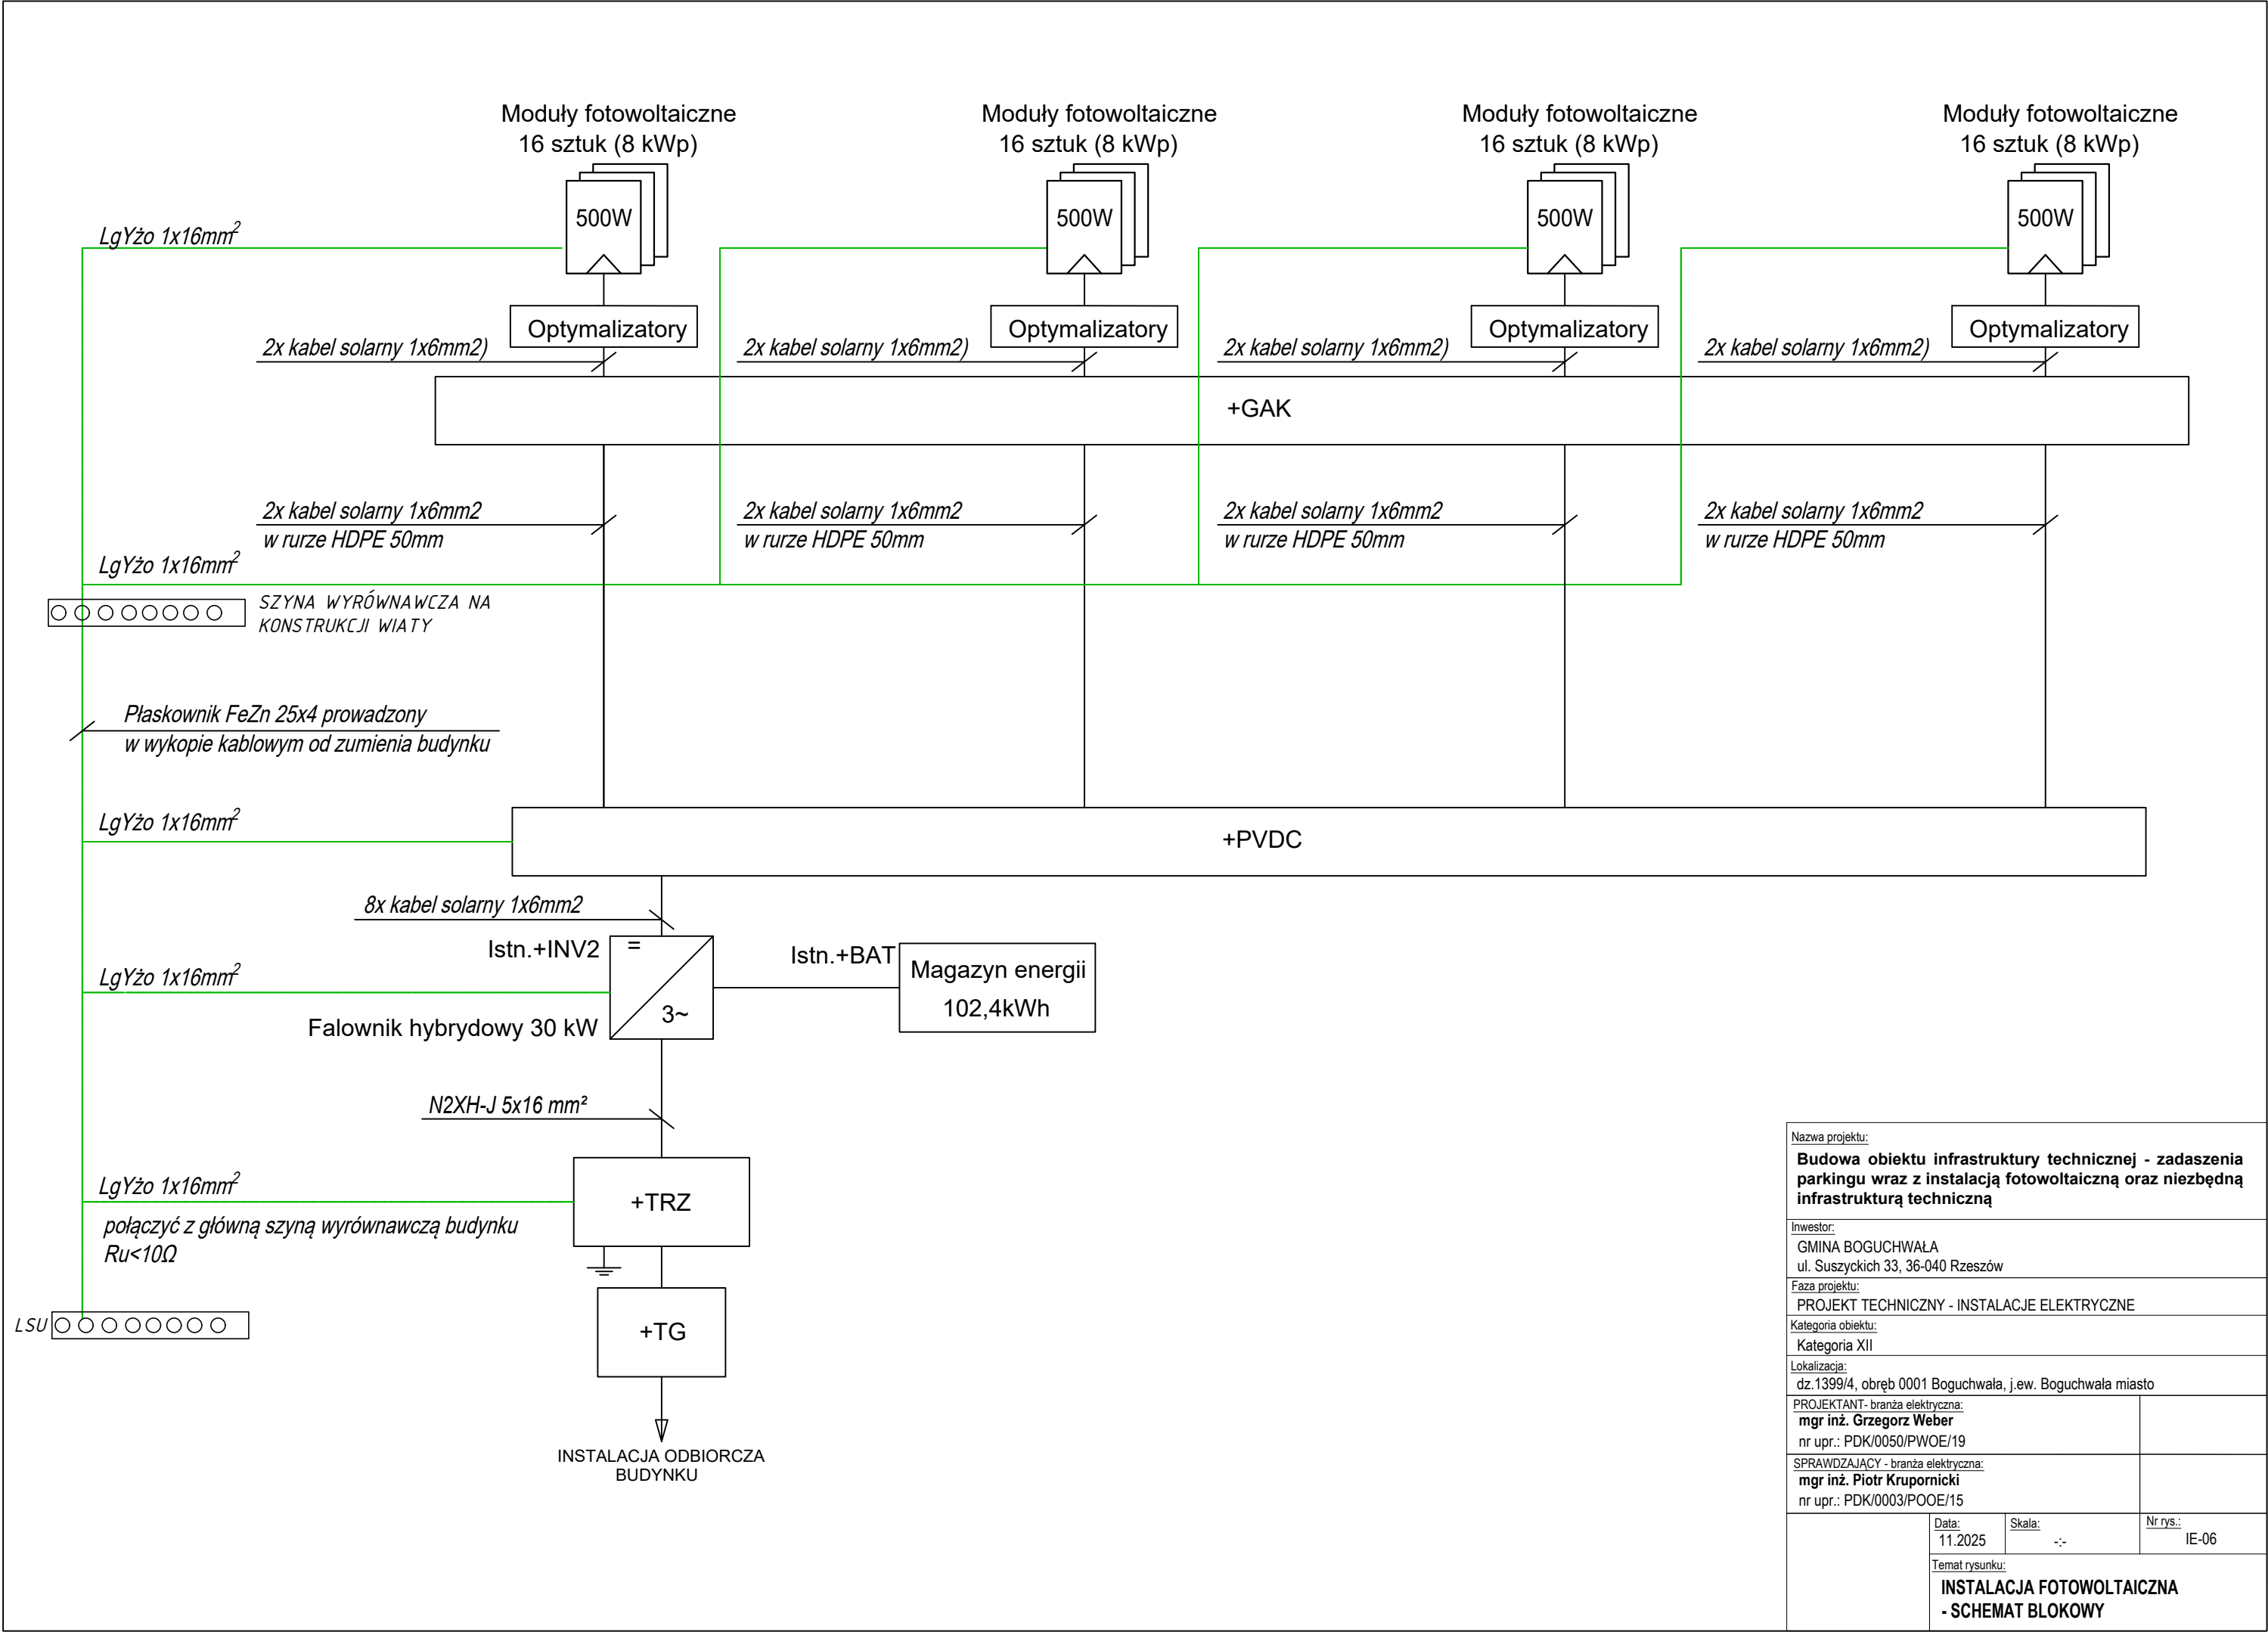 Moduły fotowoltaiczne
16 sztuk (8 kWp)
Moduły fotowoltaiczne
16 sztuk (8 kWp)
Moduły fotowoltaiczne
16 sztuk (8 kWp)
Moduły fotowoltaiczne
16 sztuk (8 kWp)
500W
500W
500W
500W
LgYżo 1x16mm²
Optymalizatory
Optymalizatory
Optymalizatory
Optymalizatory
2x kabel solarny 1x6mm2)
2x kabel solarny 1x6mm2)
2x kabel solarny 1x6mm2)
2x kabel solarny 1x6mm2)
+GAK
2x kabel solarny 1x6mm2
w rurze HDPE 50mm
2x kabel solarny 1x6mm2
w rurze HDPE 50mm
2x kabel solarny 1x6mm2
w rurze HDPE 50mm
2x kabel solarny 1x6mm2
w rurze HDPE 50mm
LgYżo 1x16mm²
SZYNA WYRÓWNAWCZA NA
KONSTRUKCJI WIATY
Płaskownik FeZn 25x4 prowadzony
w wykopie kablowym od zumienia budynku
LgYżo 1x16mm²
+PVDC
8x kabel solarny 1x6mm2
Istn.+INV2
=
3~
Istn.+BAT
Magazyn energii
102,4kWh
LgYżo 1x16mm²
Falownik hybrydowy 30 kW
N2XH-J 5x16 mm²
LgYżo 1x16mm²
+TRZ
połączyć z główną szyną wyrównawczą budynku
Ru<10Ω
LSU
+TG
INSTALACJA ODBIORCZA
BUDYNKU
Nazwa projektu:
Budowa obiektu infrastruktury technicznej - zadaszenia
parkingu wraz z instalacją fotowoltaiczną oraz niezbędną
infrastrukturą techniczną
Inwestor:
GMINA BOGUCHWAŁA
ul. Suszyckich 33, 36-040 Rzeszów
Faza projektu:
PROJEKT TECHNICZNY - INSTALACJE ELEKTRYCZNE
Kategoria obiektu:
Kategoria XII
Lokalizacja:
dz.1399/4, obręb 0001 Boguchwała, j.ew. Boguchwała miasto
PROJEKTANT- branża elektryczna:
mgr inż. Grzegorz Weber
nr upr.: PDK/0050/PWOE/19
SPRAWDZAJĄCY - branża elektryczna:
mgr inż. Piotr Krupornicki
nr upr.: PDK/0003/POOE/15
Data:
11.2025
Skala:
-:-
Nr rys.:
IE-06
Temat rysunku:
INSTALACJA FOTOWOLTAICZNA
- SCHEMAT BLOKOWY